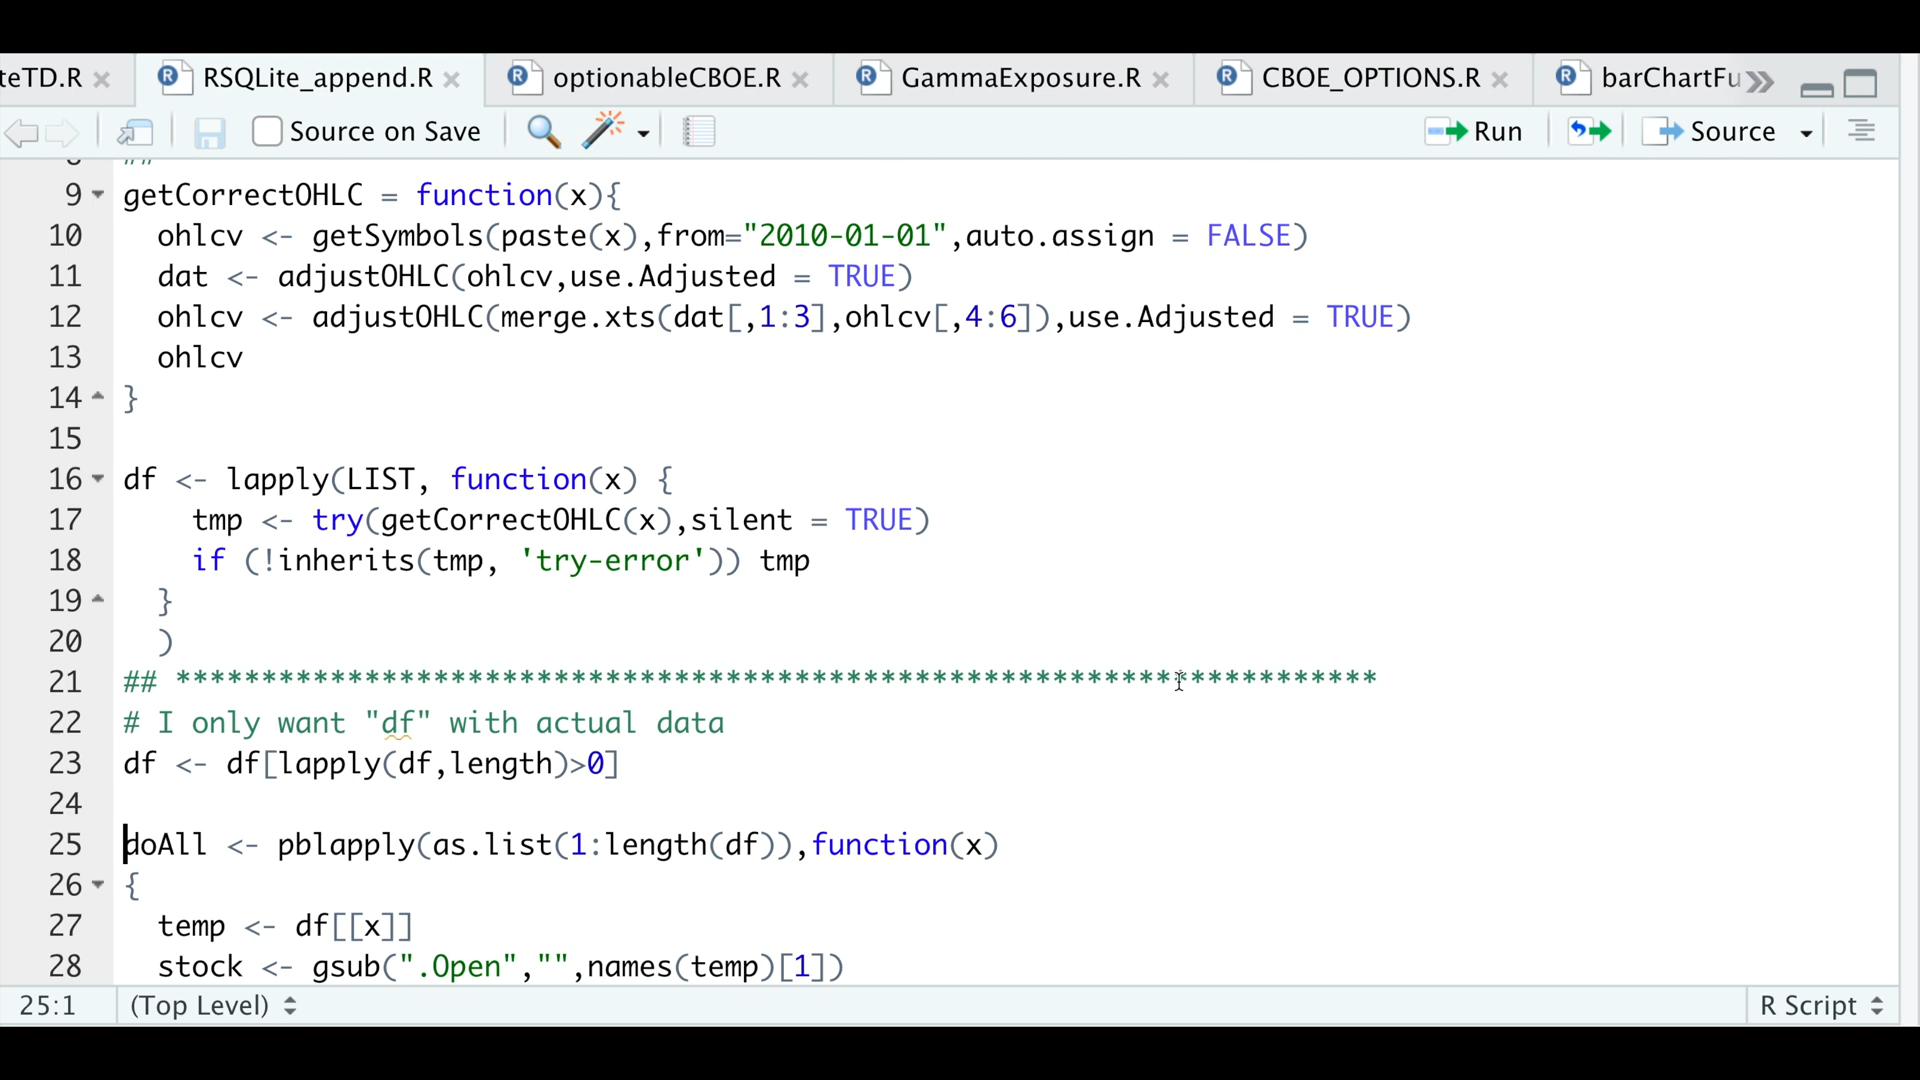 teTD.R RSQLite_append.R optionableCBOE.R GammaExposure.R CBOE_OPTIONS.R barChartFu
Source on Save Run Source
8 ##
9 getCorrectOHLC = function(x){
10 ohlcv <- getSymbols(paste(x),from="2010-01-01",auto.assign = FALSE)
11 dat <- adjustOHLC(ohlcv,use.Adjusted = TRUE)
12 ohlcv <- adjustOHLC(merge.xts(dat[,1:3],ohlcv[,4:6]),use.Adjusted = TRUE)
13 ohlcv
14 }
15
16 df <- lapply(LIST, function(x) {
17 tmp <- try(getCorrectOHLC(x),silent = TRUE)
18 if (!inherits(tmp, 'try-error')) tmp
19 }
20 )
21 ## **********************************************************************
22 # I only want "df" with actual data
23 df <- df[lapply(df,length)>0]
24
25 doAll <- pblapply(as.list(1:length(df)),function(x)
26 {
27 temp <- df[[x]]
28 stock <- gsub(".Open","",names(temp)[1])
25:1 (Top Level) R Script